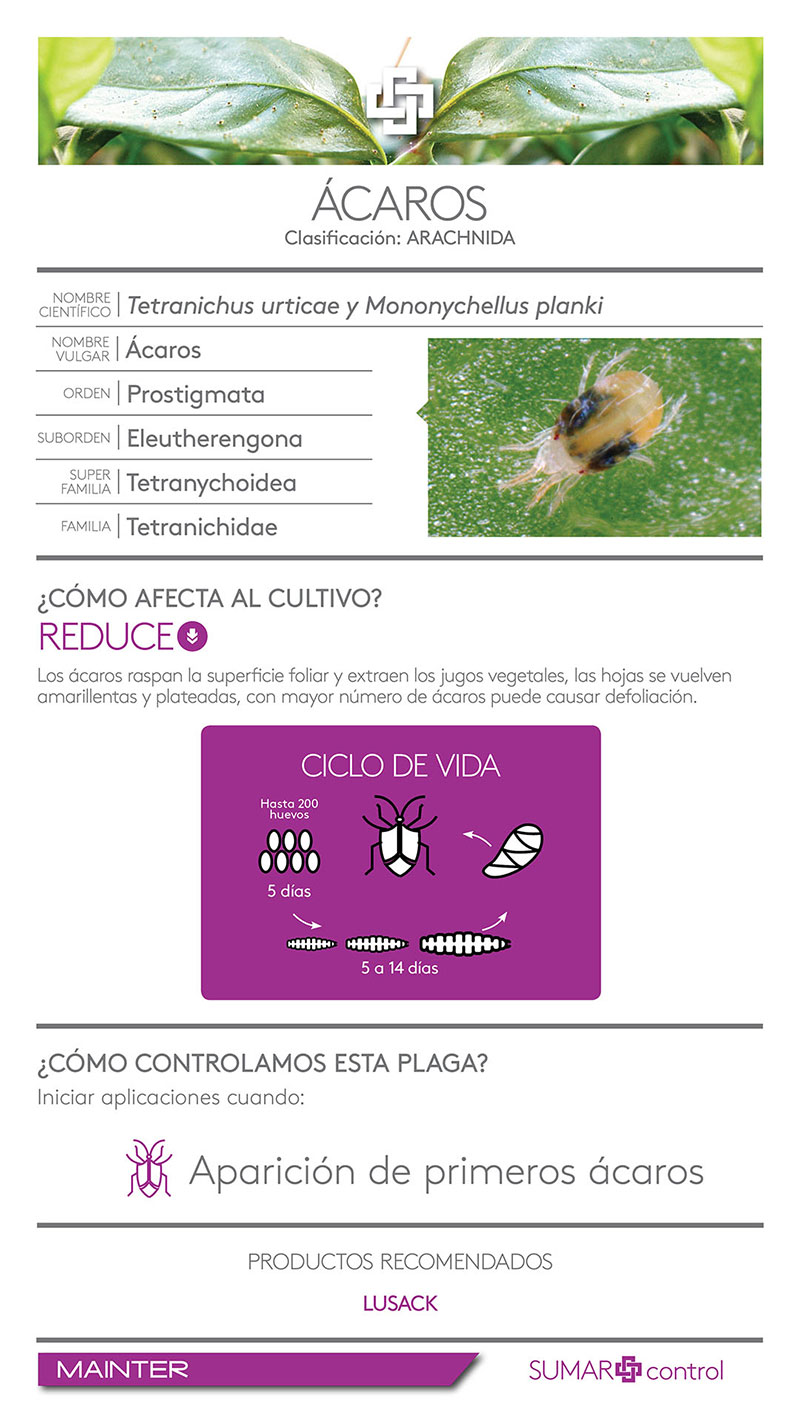 ÁCAROS
Clasificación: ARACHNIDA
NOMBRE
CIENTÍFICO
Tetranichus urticae y Mononychellus planki
NOMBRE
VULGAR
Ácaros
ORDEN
Prostigmata
SUBORDEN
Eleutherengona
SUPER
FAMILIA
Tetranychoidea
FAMILIA
Tetranichidae
¿CÓMO AFECTA AL CULTIVO?
REDUCE
Los ácaros raspan la superficie foliar y extraen los jugos vegetales, las hojas se vuelven
amarillentas y plateadas, con mayor número de ácaros puede causar defoliación.
CICLO DE VIDA
Hasta 200
huevos
5 días
5 a 14 días
¿CÓMO CONTROLAMOS ESTA PLAGA?
Iniciar aplicaciones cuando:
Aparición de primeros ácaros
PRODUCTOS RECOMENDADOS
LUSACK
MAINTER
SUMAR control